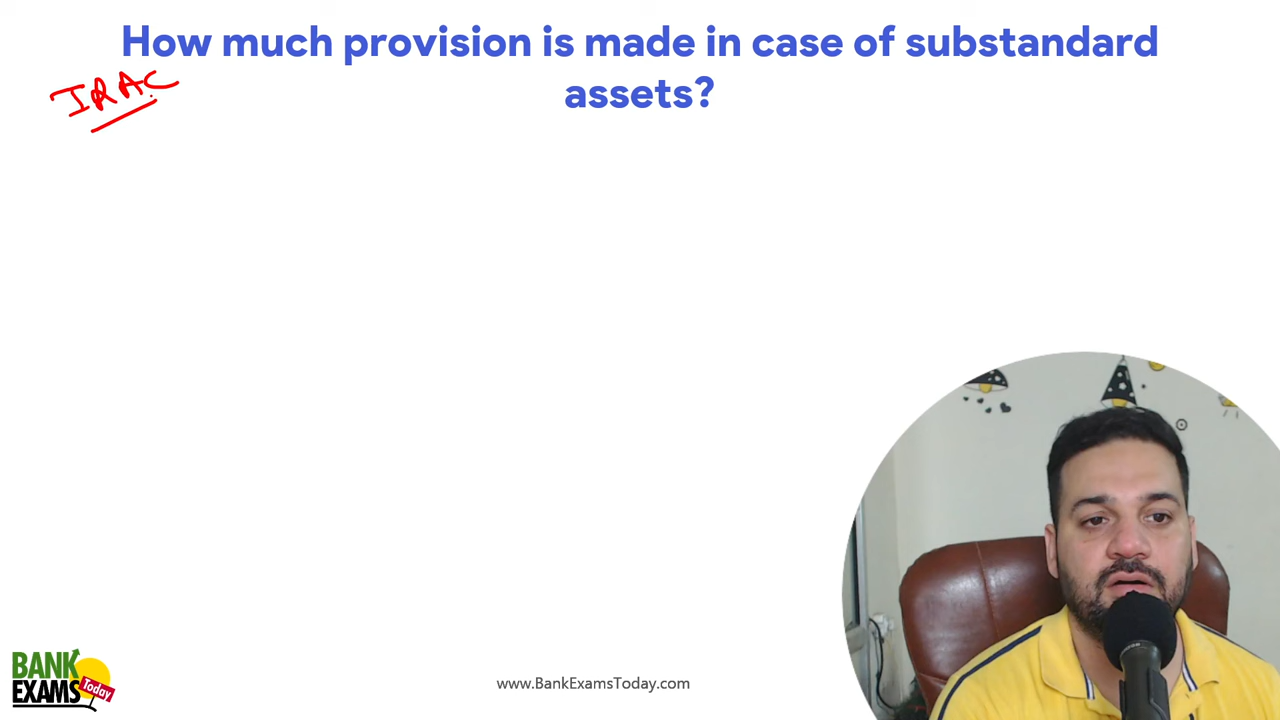 How much provision is made in case of substandard
assets?
IRAC
BANK
EXAMS
Today
www.BankExamsToday.com